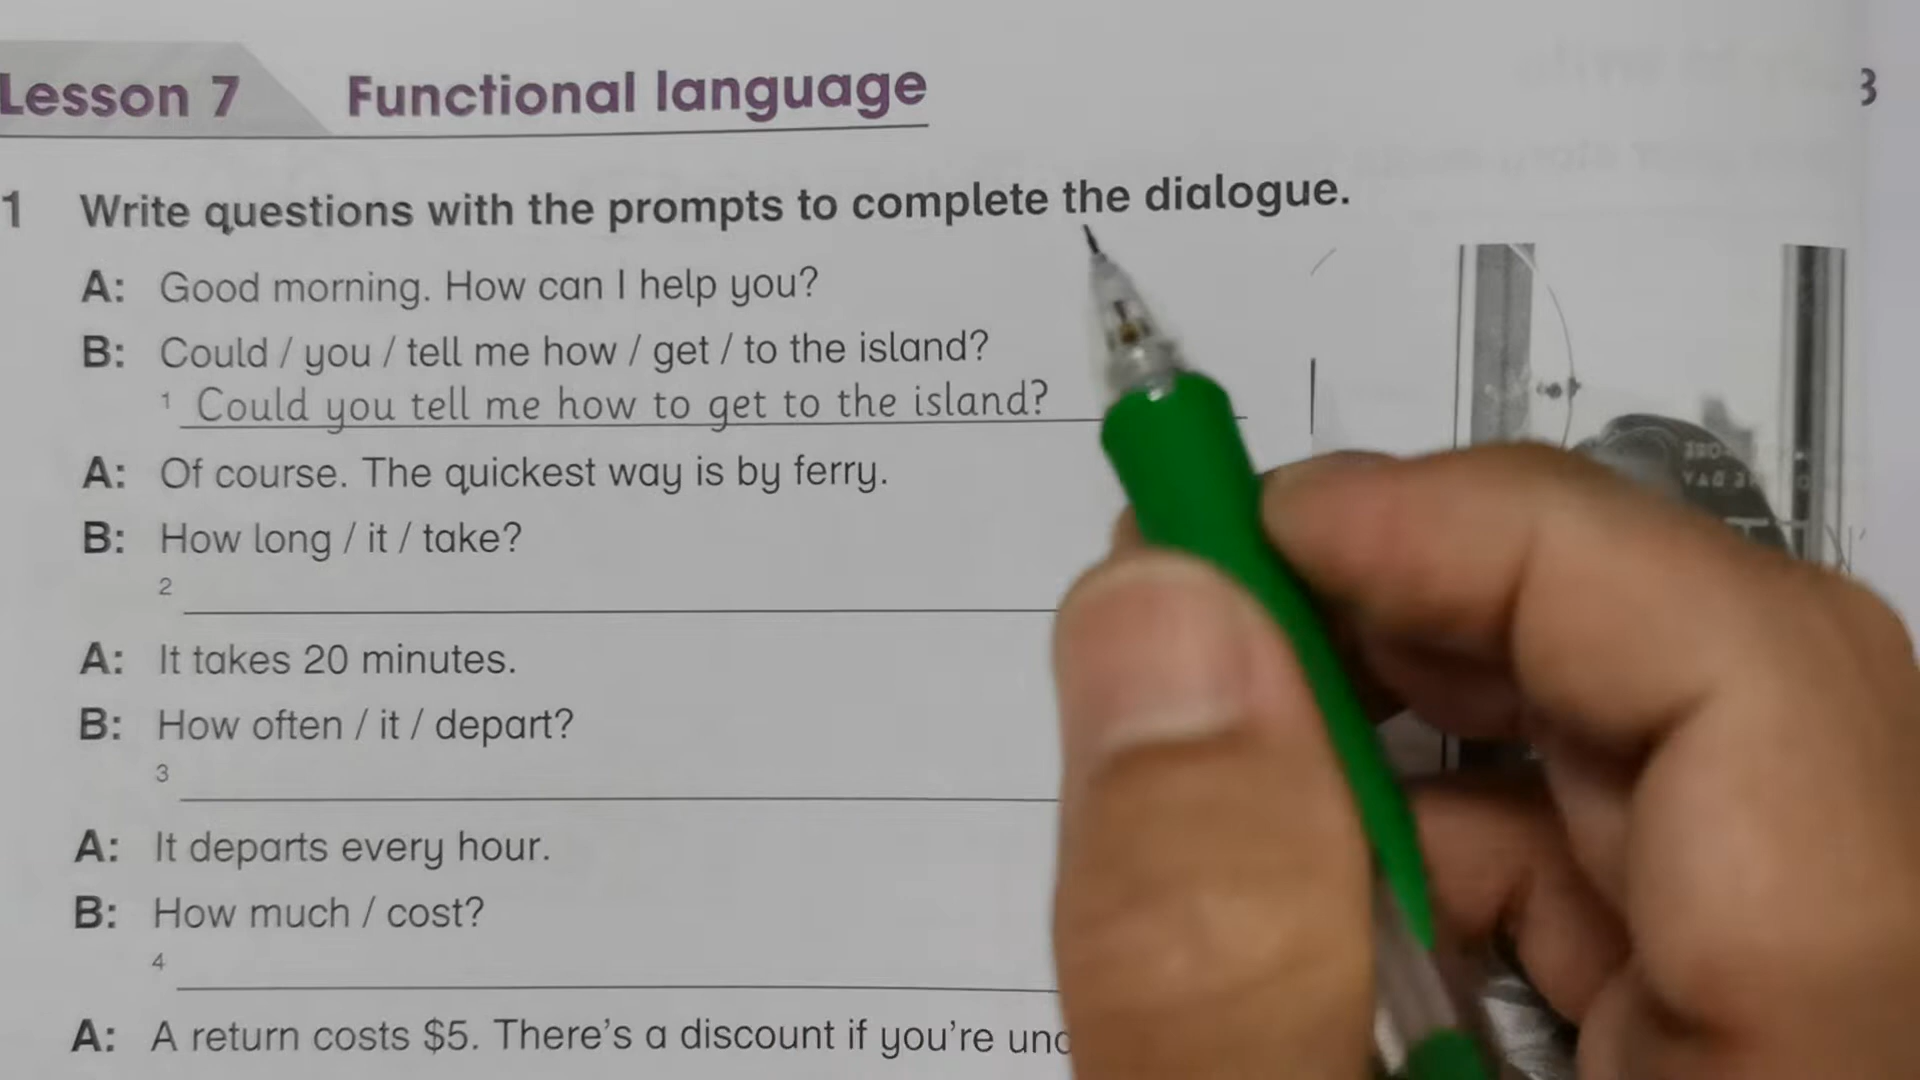 Lesson 7 Functional language 3
1 Write questions with the prompts to complete the dialogue.
A: Good morning. How can I help you?
B: Could / you / tell me how / get / to the island?
1 Could you tell me how to get to the island?
A: Of course. The quickest way is by ferry.
B: How long / it / take?
2
A: It takes 20 minutes.
B: How often / it / depart?
3
A: It departs every hour.
B: How much / cost?
4
A: A return costs $5. There's a discount if you're